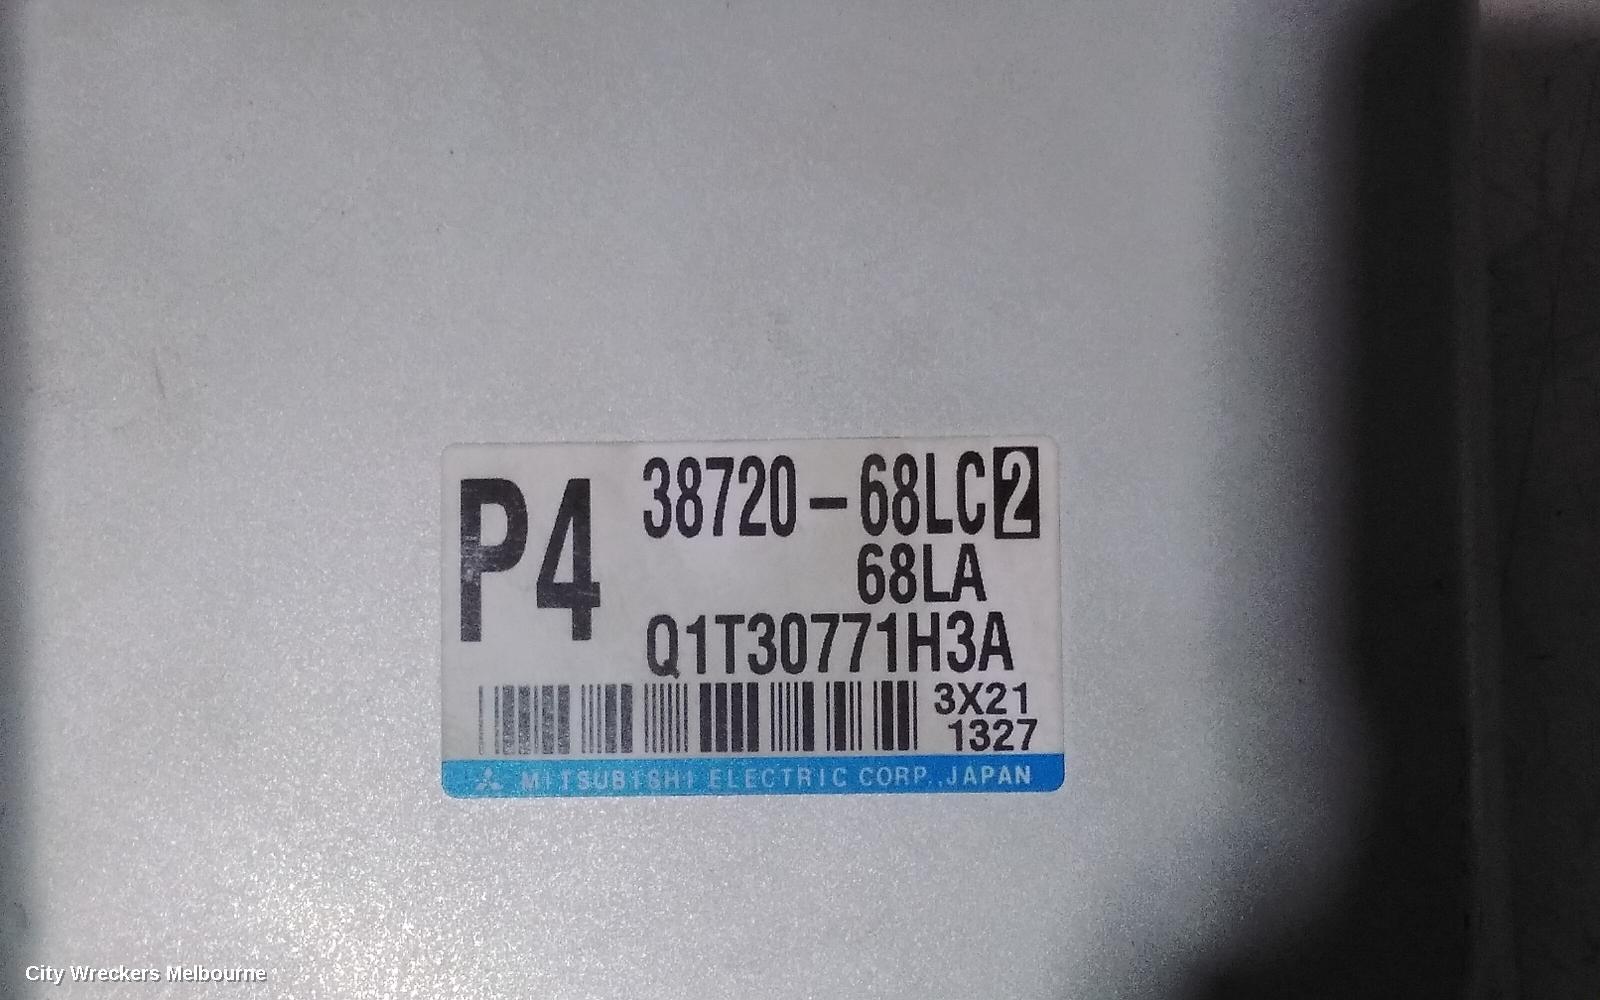 P4
38720-68LC2
68LA
Q1T30771H3A
3X21
1327
MITSUBISHI ELECTRIC CORP.,JAPAN
City Wreckers Melbourne